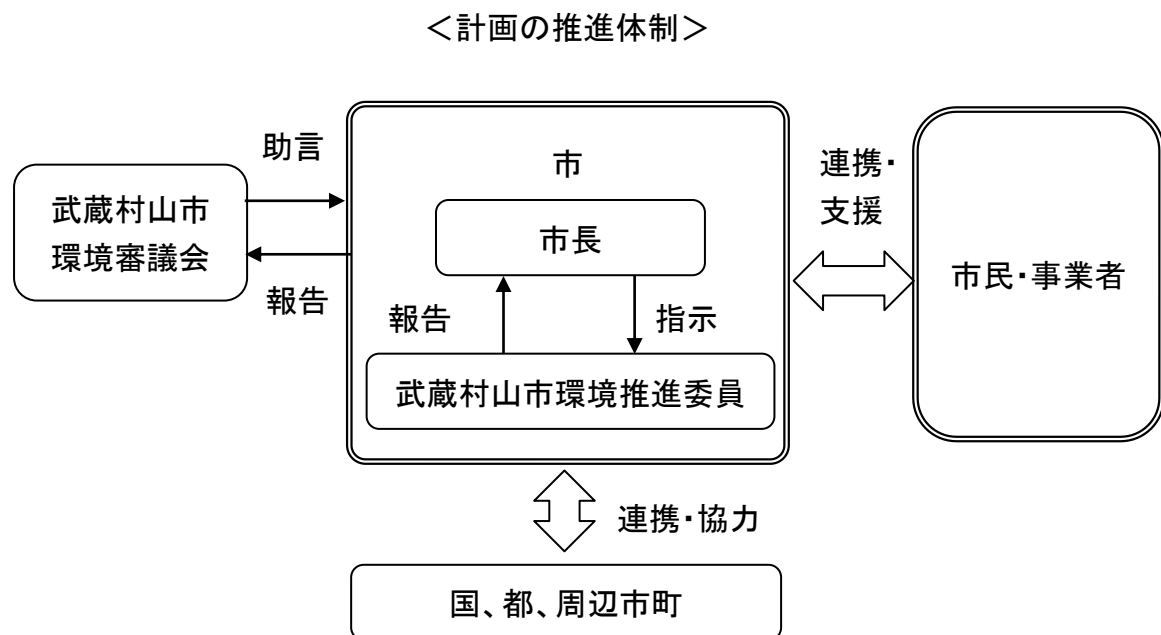 ＜計画の推進体制＞
助言
武蔵村山市
環境審議会
報告
市
市長
報告
指示
武蔵村山市環境推進委員
連携・
支援
市民・事業者
連携・協力
国、都、周辺市町